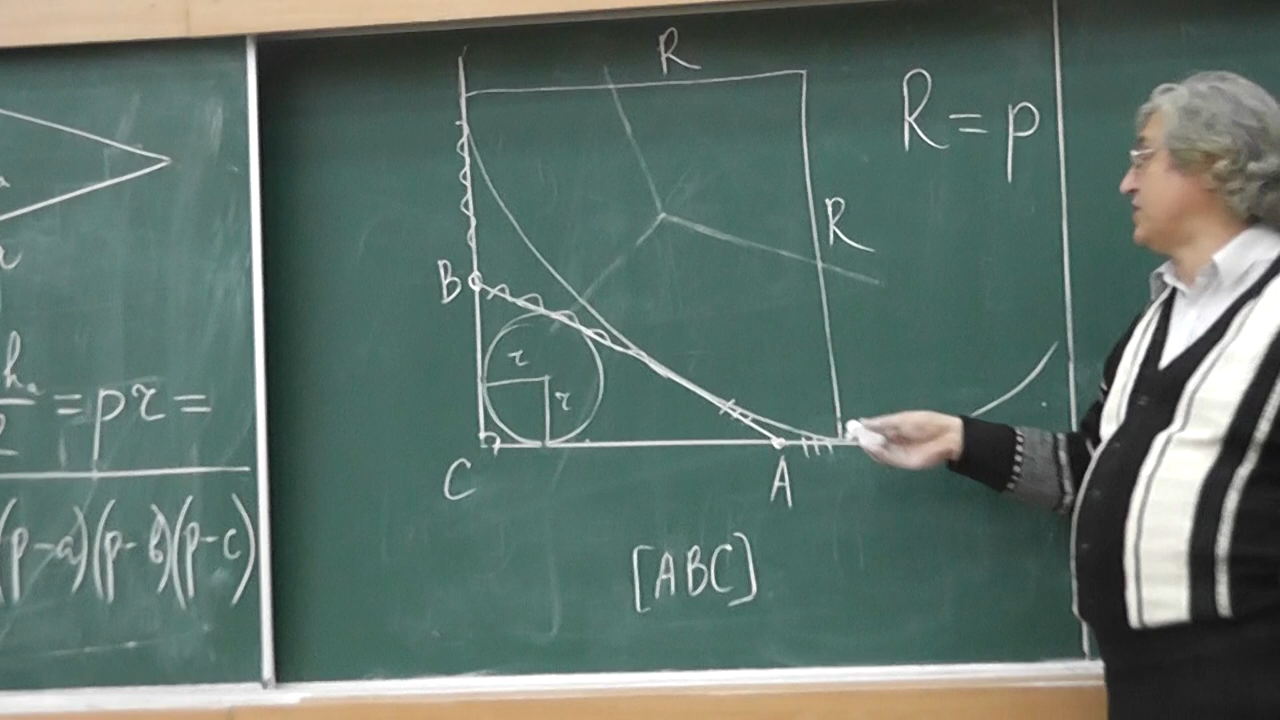 R
R = p
R
B
r
r
= pr =
C
A
(p-a)(p-b)(p-c)
[ABC]